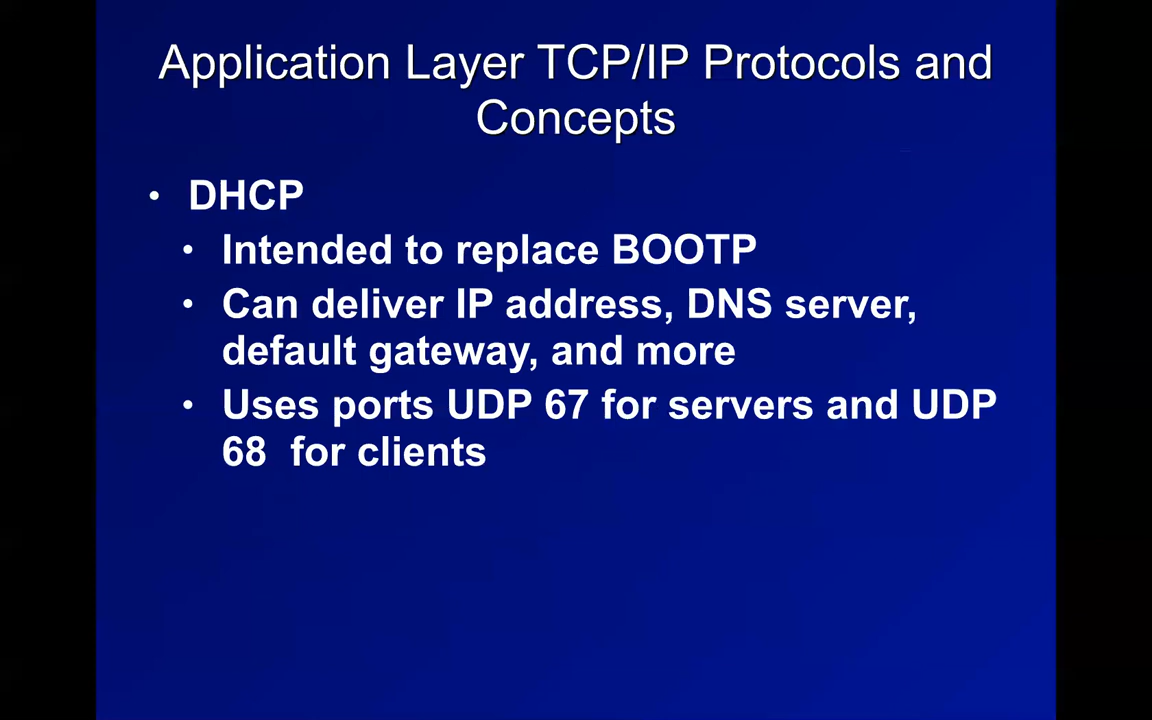 Application Layer TCP/IP Protocols and
Concepts
• DHCP
• Intended to replace BOOTP
• Can deliver IP address, DNS server,
default gateway, and more
• Uses ports UDP 67 for servers and UDP
68  for clients